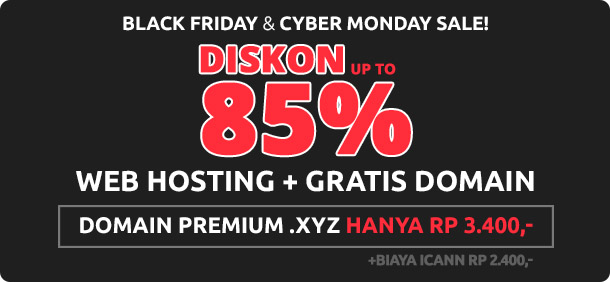 BLACK FRIDAY & CYBER MONDAY SALE!
DISKON UP TO
85%
WEB HOSTING + GRATIS DOMAIN
DOMAIN PREMIUM .XYZ HANYA RP 3.400,-
+BIAYA ICANN RP 2.400,-